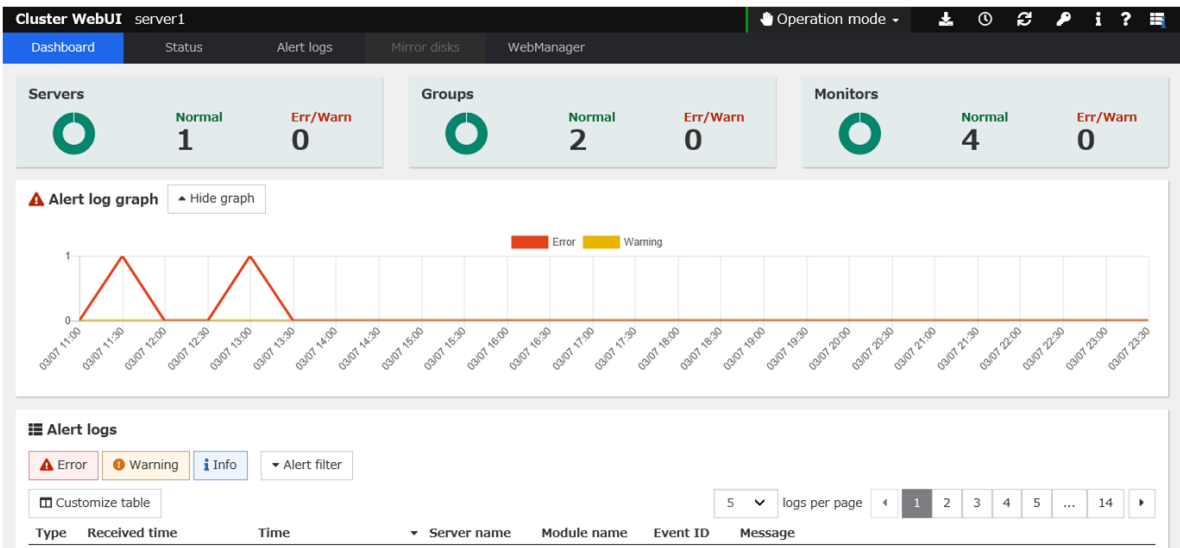 Cluster WebUI server1 Operation mode
Dashboard Status Alert logs Mirror disks WebManager
Servers Groups Monitors
Normal Err/Warn Normal Err/Warn Normal Err/Warn
1 0 2 0 4 0
Alert log graph Hide graph
Error Warning
1
0
03/07 11:00 03/07 11:30 03/07 12:00 03/07 12:30 03/07 13:00 03/07 13:30 03/07 14:00 03/07 14:30 03/07 15:00 03/07 15:30 03/07 16:00 03/07 16:30 03/07 17:00 03/07 17:30 03/07 18:00 03/07 18:30 03/07 19:00 03/07 19:30 03/07 20:00 03/07 20:30 03/07 21:00 03/07 21:30 03/07 22:00 03/07 22:30 03/07 23:00 03/07 23:30
Alert logs
Error Warning Info Alert filter
Customize table 5 logs per page 1 2 3 4 5 ... 14
Type Received time Time Server name Module name Event ID Message